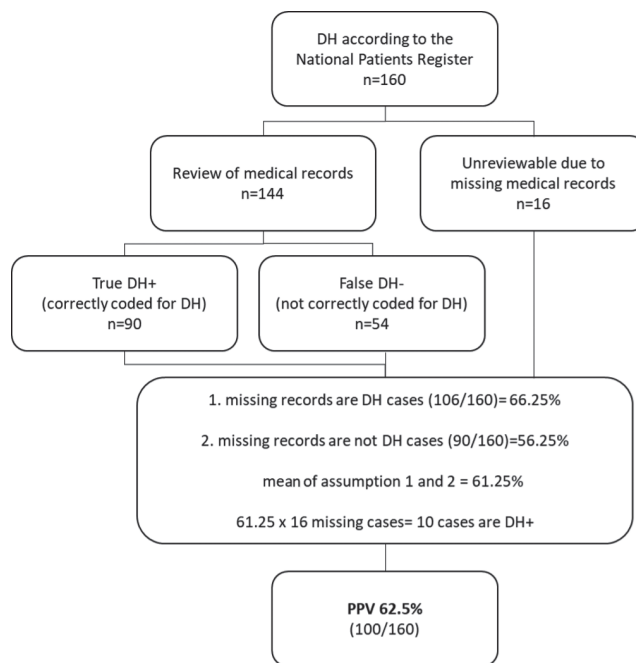 DH according to the
National Patients Register
n=160
Review of medical records
n=144
Unreviewable due to
missing medical records
n=16
True DH+
(correctly coded for DH)
n=90
False DH-
(not correctly coded for DH)
n=54
1. missing records are DH cases (106/160)= 66.25%
2. missing records are not DH cases (90/160)=56.25%
mean of assumption 1 and 2 = 61.25%
61.25 x 16 missing cases= 10 cases are DH+
PPV 62.5%
(100/160)